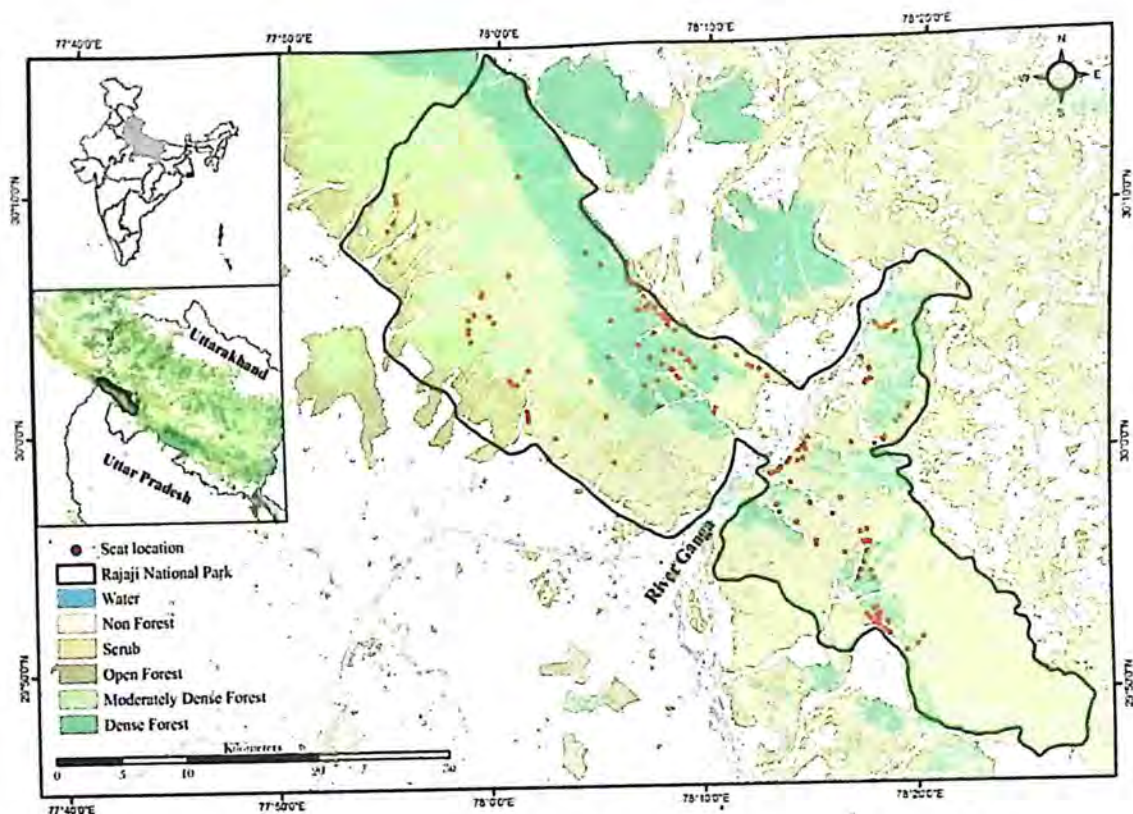 77°40'0"E 77°50'0"E 78°0'0"E 78°10'0"E 78°20'0"E
N
E
S
30°10'0"N 30°10'0"N
Uttarakhand
Uttar Pradesh
30°0'0"N 30°0'0"N
River Ganga
Scat location
Rajaji National Park
Water
Non Forest
Scrub
Open Forest
Moderately Dense Forest
Dense Forest
29°50'0"N 29°50'0"N
Kilometers
0 5 10 20 30
77°40'0"E 77°50'0"E 78°0'0"E 78°10'0"E 78°20'0"E